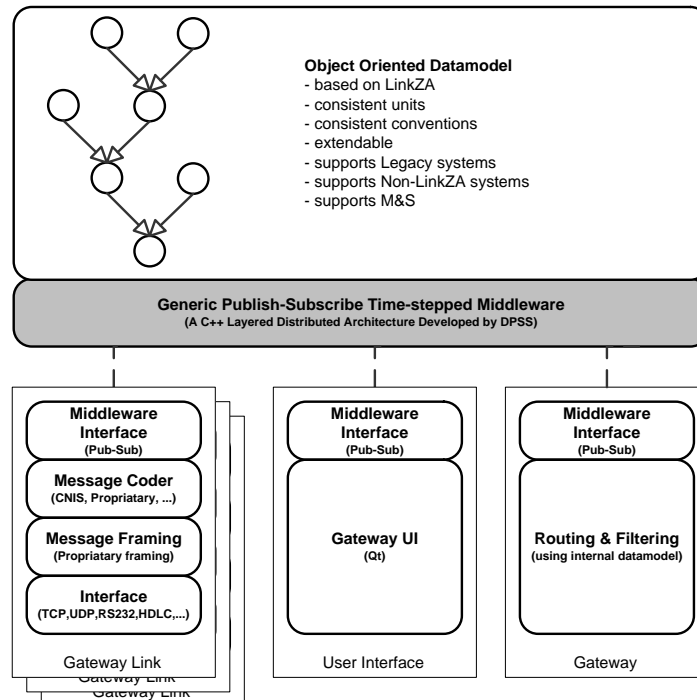 Object Oriented Datamodel
- based on LinkZA
- consistent units
- consistent conventions
- extendable
- supports Legacy systems
- supports Non-LinkZA systems
- supports M&S
Generic Publish-Subscribe Time-stepped Middleware
(A C++ Layered Distributed Architecture Developed by DPSS)
Middleware
Interface
(Pub-Sub)
Message Coder
(CNIS, Propriatary, ...)
Message Framing
(Propriatary framing)
Interface
(TCP,UDP,RS232,HDLC,...)
Gateway Link
Gateway Link
Gateway Link
Middleware
Interface
(Pub-Sub)
Gateway UI
(Qt)
User Interface
Middleware
Interface
(Pub-Sub)
Routing & Filtering
(using internal datamodel)
Gateway